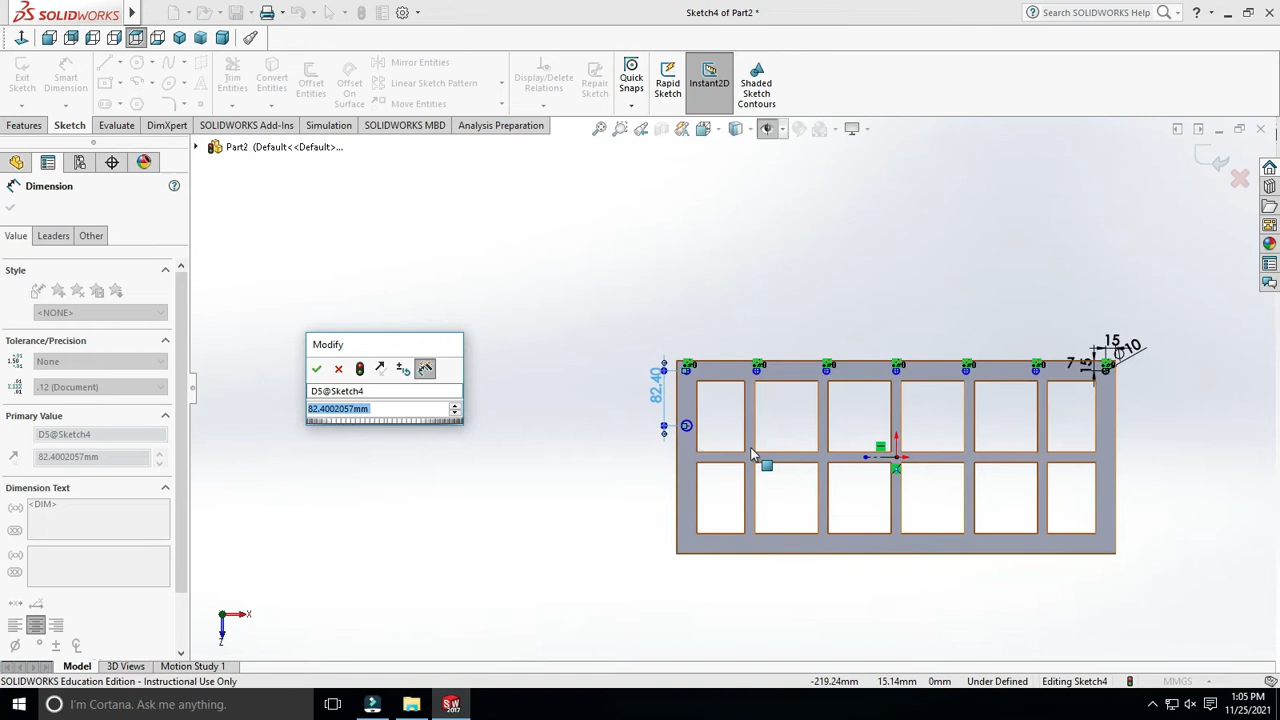 SOLIDWORKS
Sketch4 of Part2 *
Search SOLIDWORKS Help
Exit Sketch
Smart Dimension
Trim Entities
Convert Entities
Offset Entities
Offset On Surface
Mirror Entities
Linear Sketch Pattern
Move Entities
Display/Delete Relations
Repair Sketch
Quick Snaps
Rapid Sketch
Instant2D
Shaded Sketch Contours
Features
Sketch
Evaluate
DimXpert
SOLIDWORKS Add-Ins
Simulation
SOLIDWORKS MBD
Analysis Preparation
Part2 (Default<<Default>...
Dimension
Value
Leaders
Other
Style
<NONE>
Tolerance/Precision
None
.12 (Document)
Primary Value
D5@Sketch4
82.4002057mm
Dimension Text
<DIM>
Modify
D5@Sketch4
82.4002057mm
82.40
15
10
7
15
X
Z
Model
3D Views
Motion Study 1
SOLIDWORKS Education Edition - Instructional Use Only
-219.24mm
15.14mm
0mm
Under Defined
Editing Sketch4
MMGS
I'm Cortana. Ask me anything.
1:05 PM
11/25/2021